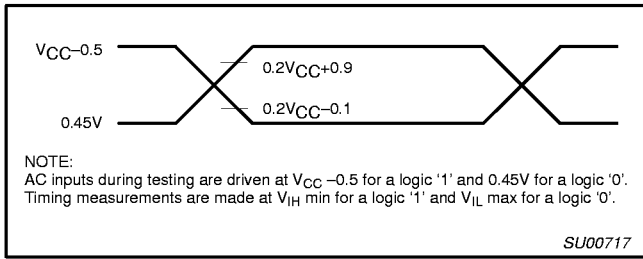 VCC–0.5
0.2VCC+0.9
0.2VCC–0.1
0.45V
NOTE:
AC inputs during testing are driven at VCC –0.5 for a logic ‘1’ and 0.45V for a logic ‘0’.
Timing measurements are made at VIH min for a logic ‘1’ and VIL max for a logic ‘0’.
SU00717